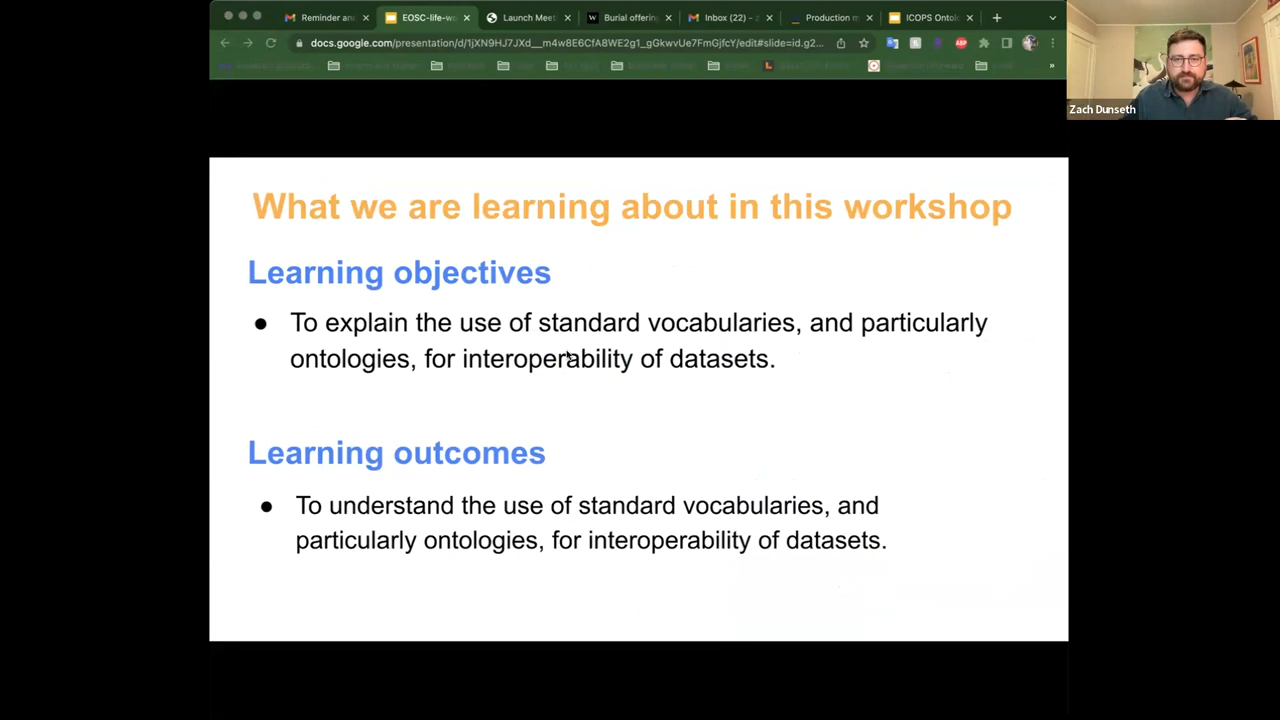 Reminder an
EOSC-life-wo
Launch Meet
Burial offering
Inbox (22) – z
Production m
ICOPS Ontol
docs.google.com/presentation/d/1jXN9HJ7JXd__m4w8E6CfA8WE2g1_gGkwvUe7FmGjfcY/edit#slide=id.g2...
Zach Dunseth
What we are learning about in this workshop
Learning objectives
● To explain the use of standard vocabularies, and particularly
ontologies, for interoperability of datasets.
Learning outcomes
● To understand the use of standard vocabularies, and
particularly ontologies, for interoperability of datasets.